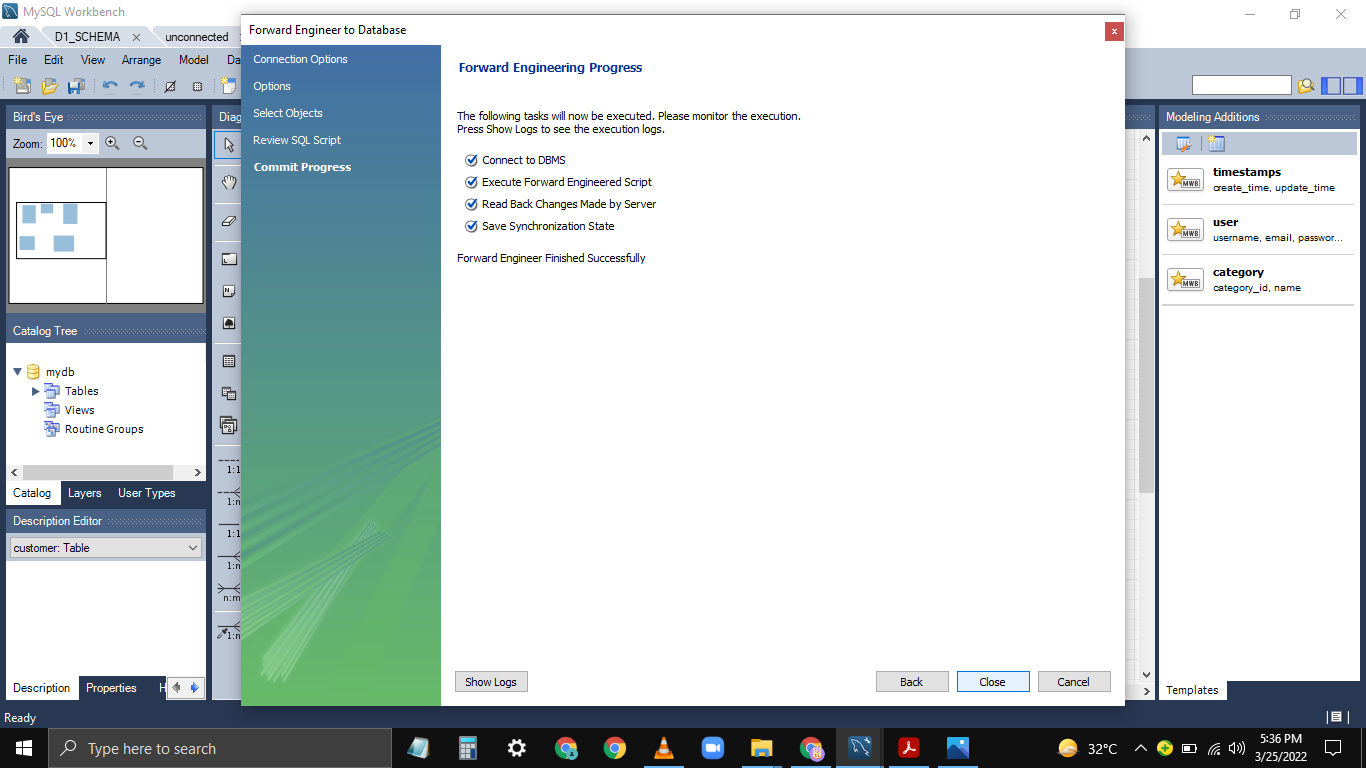 MySQL Workbench
D1_SCHEMA
unconnected
File Edit View Arrange Model Da
Bird's Eye
Zoom: 100%
Catalog Tree
mydb
Tables
Views
Routine Groups
Catalog Layers User Types
Description Editor
customer: Table
Description Properties H
Ready
Diag
1:1
1:n
1:1
1:n
n:m
1:n
Forward Engineer to Database
x
Connection Options
Options
Select Objects
Review SQL Script
Commit Progress
Forward Engineering Progress
The following tasks will now be executed. Please monitor the execution.
Press Show Logs to see the execution logs.
Connect to DBMS
Execute Forward Engineered Script
Read Back Changes Made by Server
Save Synchronization State
Forward Engineer Finished Successfully
Show Logs Back Close Cancel
Modeling Additions
MWB
timestamps
create_time, update_time
MWB
user
username, email, passwor...
MWB
category
category_id, name
Templates
Type here to search
32°C
5:36 PM
3/25/2022